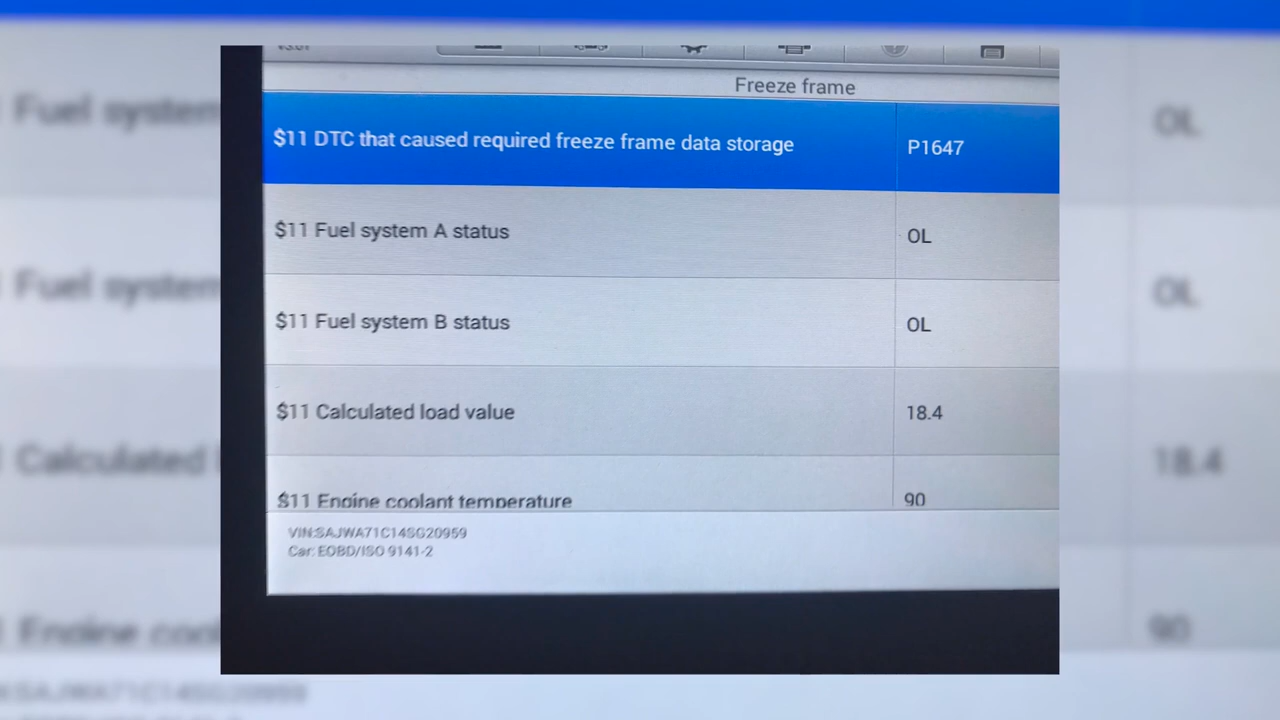 V3.01
Freeze frame
$11 DTC that caused required freeze frame data storage P1647
$11 Fuel system A status OL
$11 Fuel system B status OL
$11 Calculated load value 18.4
$11 Engine coolant temperature 90
VIN:SAJWA71C14SG20959
Car: EOBD/ISO 9141-2